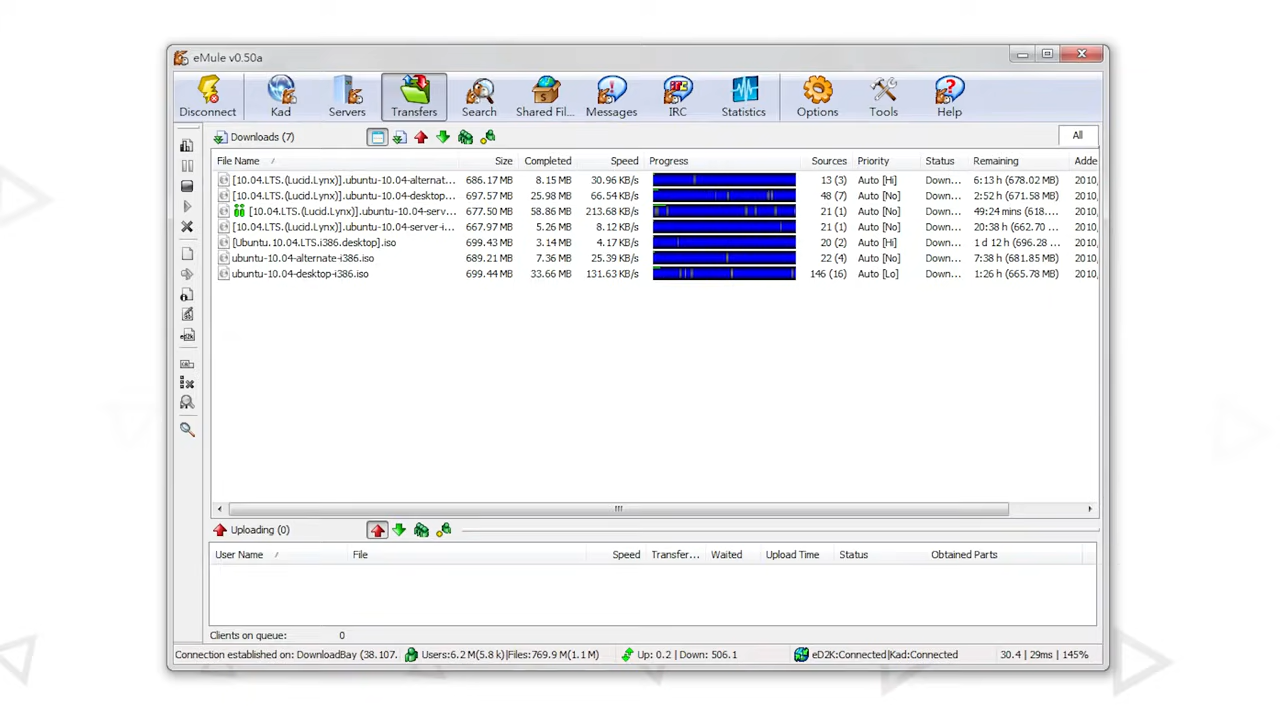 eMule v0.50a
Disconnect Kad Servers Transfers Search Shared Fil... Messages IRC Statistics Options Tools Help
Downloads (7) All
File Name / Size Completed Speed Progress Sources Priority Status Remaining Adde
[10.04.LTS.(Lucid.Lynx)].ubuntu-10.04-alternat... 686.17 MB 8.15 MB 30.96 KB/s 13 (3) Auto [Hi] Down... 6:13 h (678.02 MB) 2010,
[10.04.LTS.(Lucid.Lynx)].ubuntu-10.04-desktop... 697.57 MB 25.98 MB 66.54 KB/s 48 (7) Auto [No] Down... 2:52 h (671.58 MB) 2010,
[10.04.LTS.(Lucid.Lynx)].ubuntu-10.04-serv... 677.50 MB 58.86 MB 213.68 KB/s 21 (1) Auto [No] Down... 49:24 mins (618.... 2010,
[10.04.LTS.(Lucid.Lynx)].ubuntu-10.04-server-i... 667.97 MB 5.26 MB 8.12 KB/s 21 (1) Auto [No] Down... 20:38 h (662.70 ... 2010,
[Ubuntu.10.04.LTS.i386.desktop].iso 699.43 MB 3.14 MB 4.17 KB/s 20 (2) Auto [Hi] Down... 1 d 12 h (696.28 ... 2010,
ubuntu-10.04-alternate-i386.iso 689.21 MB 7.36 MB 25.39 KB/s 22 (4) Auto [No] Down... 7:38 h (681.85 MB) 2010,
ubuntu-10.04-desktop-i386.iso 699.44 MB 33.66 MB 131.63 KB/s 146 (16) Auto [Lo] Down... 1:26 h (665.78 MB) 2010,
Uploading (0)
User Name / File Speed Transfer... Waited Upload Time Status Obtained Parts
Clients on queue: 0
Connection established on: DownloadBay (38.107. Users:6.2 M(5.8 k)|Files:769.9 M(1.1 M) Up: 0.2 | Down: 506.1 eD2K:Connected|Kad:Connected 30.4 | 29ms | 145%